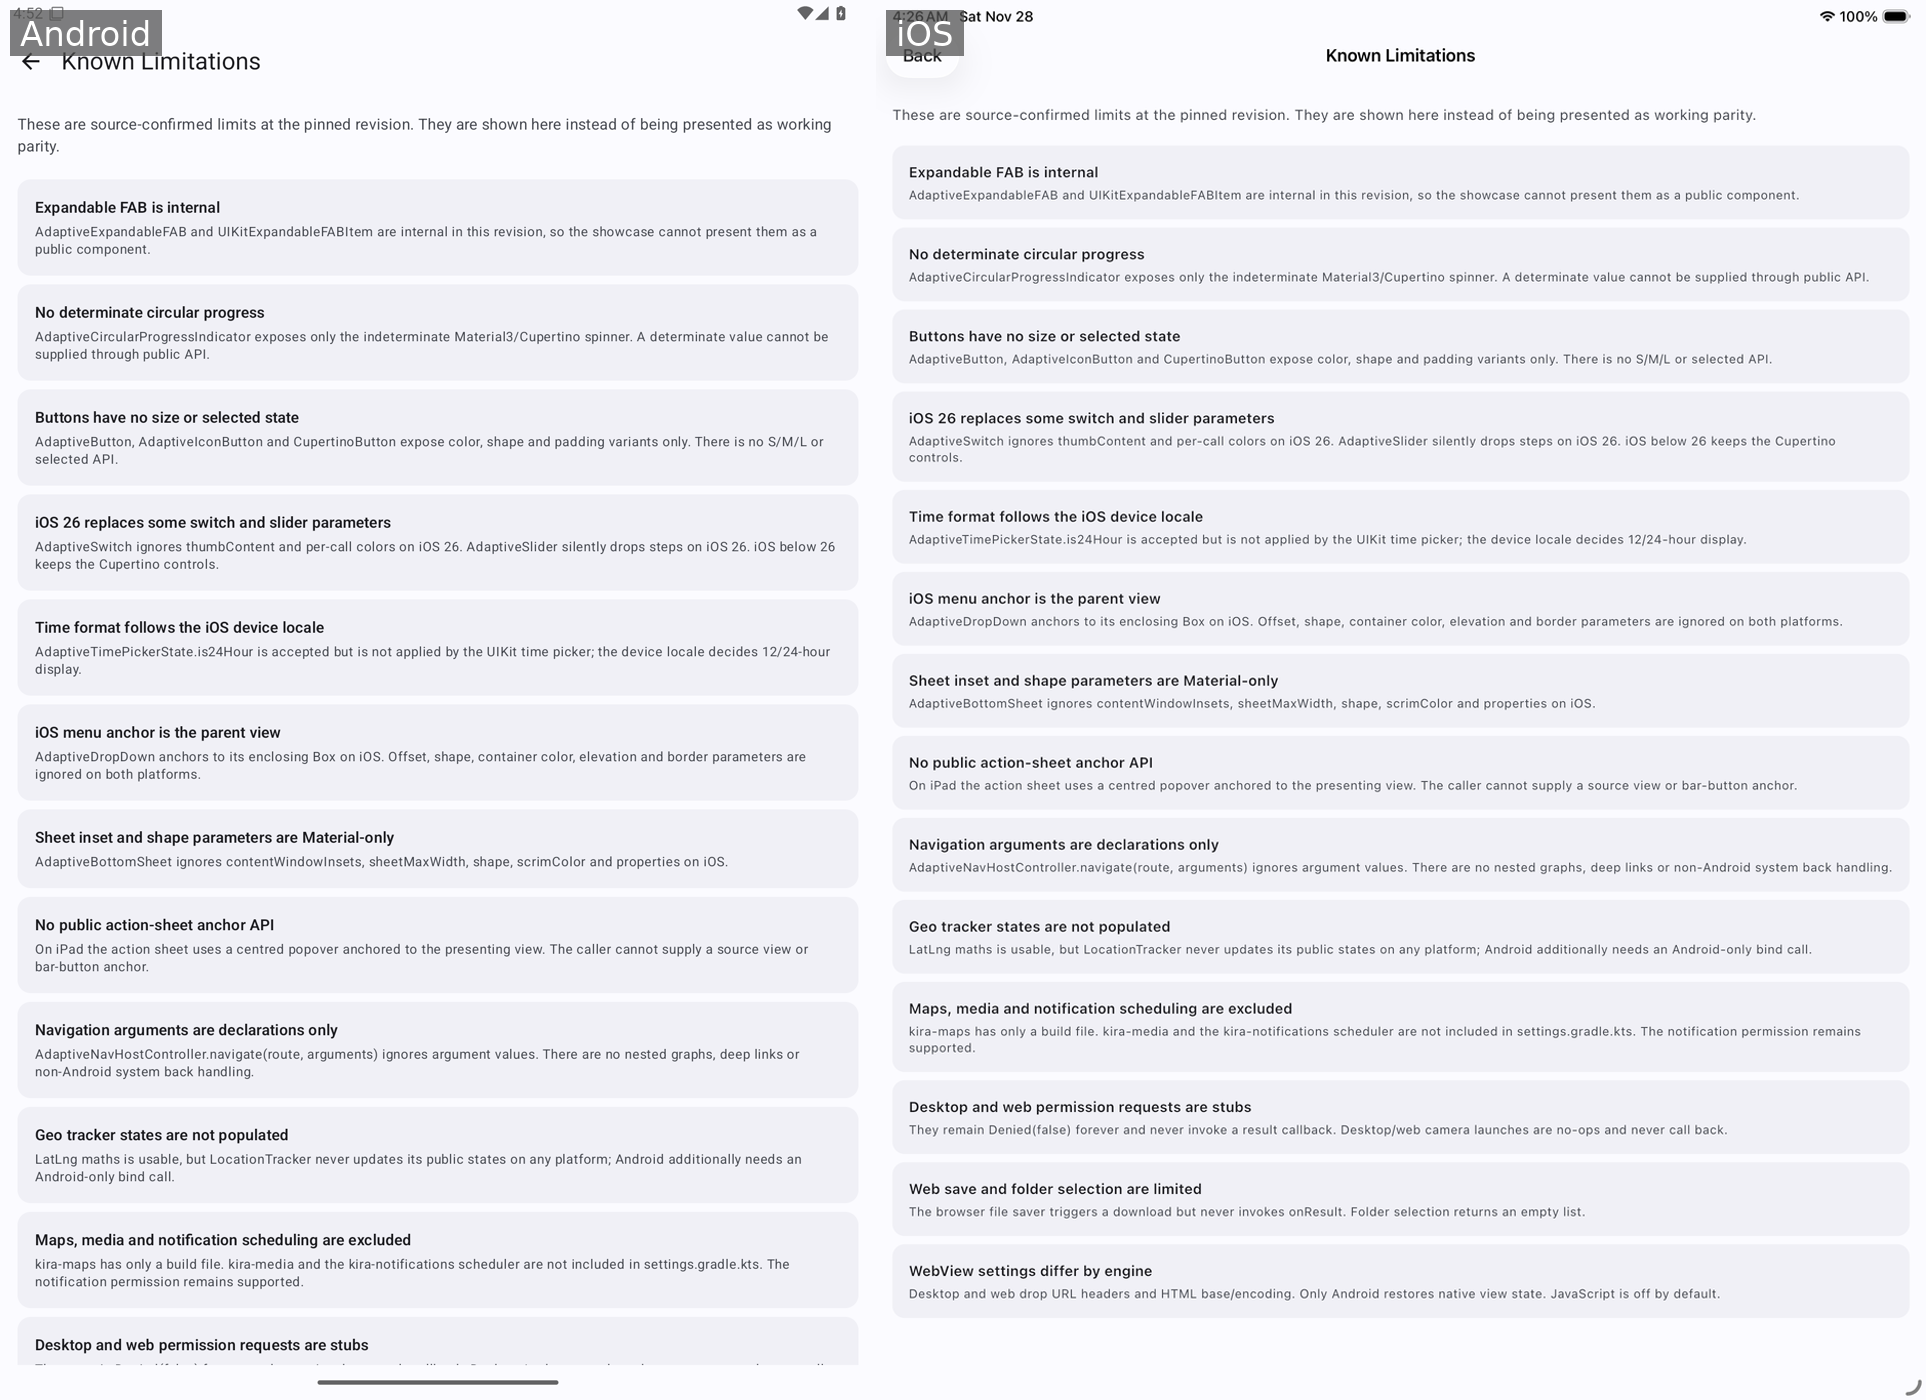 4:52
Android
Known Limitations
These are source-confirmed limits at the pinned revision. They are shown here instead of being presented as working
parity.
Expandable FAB is internal
AdaptiveExpandableFAB and UIKitExpandableFABItem are internal in this revision, so the showcase cannot present them as a
public component.
No determinate circular progress
AdaptiveCircularProgressIndicator exposes only the indeterminate Material3/Cupertino spinner. A determinate value cannot be
supplied through public API.
Buttons have no size or selected state
AdaptiveButton, AdaptiveIconButton and CupertinoButton expose color, shape and padding variants only. There is no S/M/L or
selected API.
iOS 26 replaces some switch and slider parameters
AdaptiveSwitch ignores thumbContent and per-call colors on iOS 26. AdaptiveSlider silently drops steps on iOS 26. iOS below 26
keeps the Cupertino controls.
Time format follows the iOS device locale
AdaptiveTimePickerState.is24Hour is accepted but is not applied by the UIKit time picker; the device locale decides 12/24-hour
display.
iOS menu anchor is the parent view
AdaptiveDropDown anchors to its enclosing Box on iOS. Offset, shape, container color, elevation and border parameters are
ignored on both platforms.
Sheet inset and shape parameters are Material-only
AdaptiveBottomSheet ignores contentWindowInsets, sheetMaxWidth, shape, scrimColor and properties on iOS.
No public action-sheet anchor API
On iPad the action sheet uses a centred popover anchored to the presenting view. The caller cannot supply a source view or
bar-button anchor.
Navigation arguments are declarations only
AdaptiveNavHostController.navigate(route, arguments) ignores argument values. There are no nested graphs, deep links or
non-Android system back handling.
Geo tracker states are not populated
LatLng maths is usable, but LocationTracker never updates its public states on any platform; Android additionally needs an
Android-only bind call.
Maps, media and notification scheduling are excluded
kira-maps has only a build file. kira-media and the kira-notifications scheduler are not included in settings.gradle.kts. The
notification permission remains supported.
Desktop and web permission requests are stubs
4:26 AM Sat Nov 28
100%
iOS
Back
Known Limitations
These are source-confirmed limits at the pinned revision. They are shown here instead of being presented as working parity.
Expandable FAB is internal
AdaptiveExpandableFAB and UIKitExpandableFABItem are internal in this revision, so the showcase cannot present them as a public component.
No determinate circular progress
AdaptiveCircularProgressIndicator exposes only the indeterminate Material3/Cupertino spinner. A determinate value cannot be supplied through public API.
Buttons have no size or selected state
AdaptiveButton, AdaptiveIconButton and CupertinoButton expose color, shape and padding variants only. There is no S/M/L or selected API.
iOS 26 replaces some switch and slider parameters
AdaptiveSwitch ignores thumbContent and per-call colors on iOS 26. AdaptiveSlider silently drops steps on iOS 26. iOS below 26 keeps the Cupertino
controls.
Time format follows the iOS device locale
AdaptiveTimePickerState.is24Hour is accepted but is not applied by the UIKit time picker; the device locale decides 12/24-hour display.
iOS menu anchor is the parent view
AdaptiveDropDown anchors to its enclosing Box on iOS. Offset, shape, container color, elevation and border parameters are ignored on both platforms.
Sheet inset and shape parameters are Material-only
AdaptiveBottomSheet ignores contentWindowInsets, sheetMaxWidth, shape, scrimColor and properties on iOS.
No public action-sheet anchor API
On iPad the action sheet uses a centred popover anchored to the presenting view. The caller cannot supply a source view or bar-button anchor.
Navigation arguments are declarations only
AdaptiveNavHostController.navigate(route, arguments) ignores argument values. There are no nested graphs, deep links or non-Android system back handling.
Geo tracker states are not populated
LatLng maths is usable, but LocationTracker never updates its public states on any platform; Android additionally needs an Android-only bind call.
Maps, media and notification scheduling are excluded
kira-maps has only a build file. kira-media and the kira-notifications scheduler are not included in settings.gradle.kts. The notification permission remains
supported.
Desktop and web permission requests are stubs
They remain Denied(false) forever and never invoke a result callback. Desktop/web camera launches are no-ops and never call back.
Web save and folder selection are limited
The browser file saver triggers a download but never invokes onResult. Folder selection returns an empty list.
WebView settings differ by engine
Desktop and web drop URL headers and HTML base/encoding. Only Android restores native view state. JavaScript is off by default.